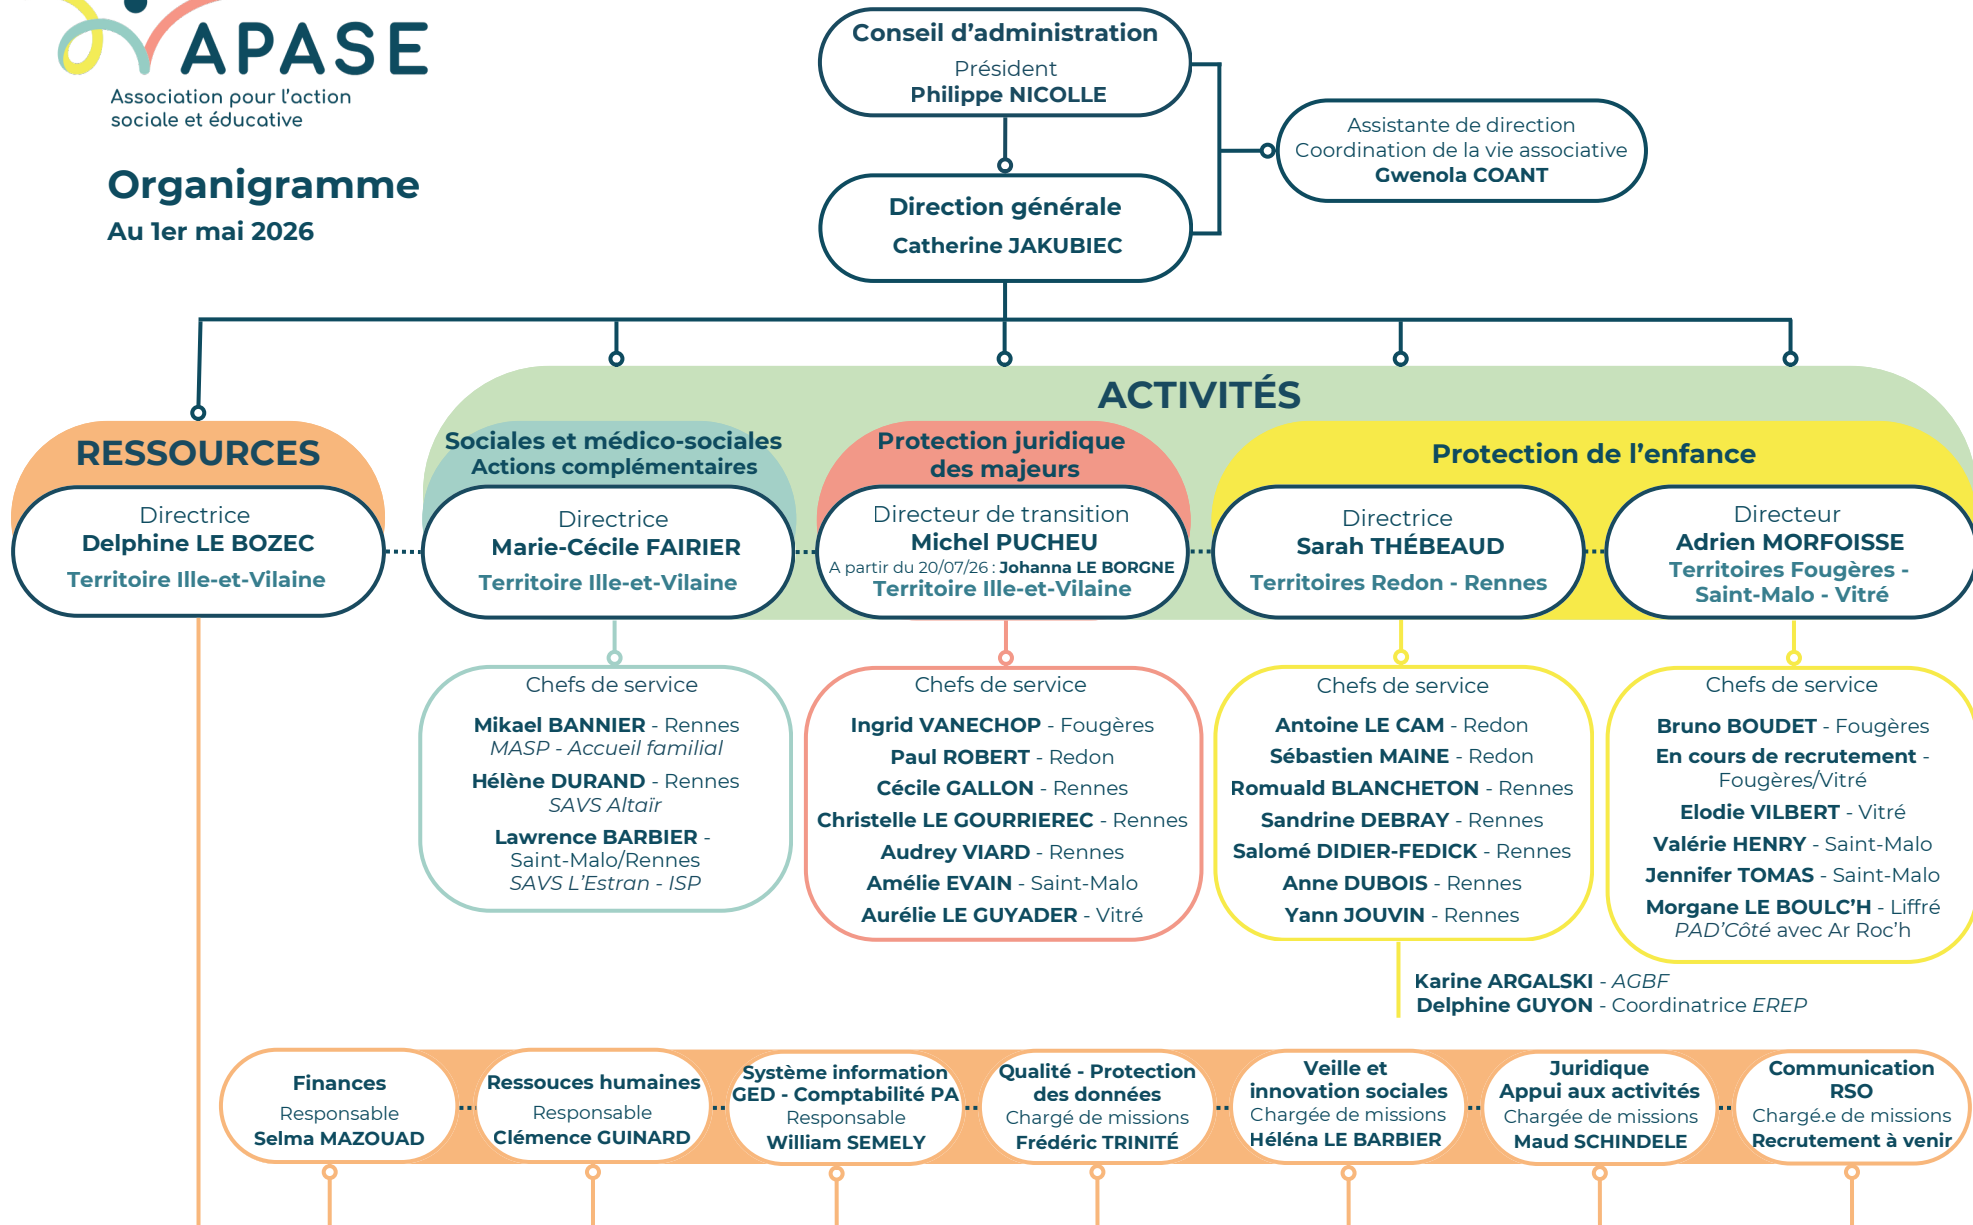 APASE
Association pour l'action
sociale et éducative
Organigramme
Au 1er mai 2026
Conseil d'administration
Président
Philippe NICOLLE
Assistante de direction
Coordination de la vie associative
Gwenola COANT
Direction générale
Catherine JAKUBIEC
ACTIVITÉS
RESSOURCES
Directrice
Delphine LE BOZEC
Territoire Ille-et-Vilaine
Sociales et médico-sociales
Actions complémentaires
Directrice
Marie-Cécile FAIRIER
Territoire Ille-et-Vilaine
Protection juridique
des majeurs
Directeur de transition
Michel PUCHEU
A partir du 20/07/26 : Johanna LE BORGNE
Territoire Ille-et-Vilaine
Protection de l'enfance
Directrice
Sarah THÉBEAUD
Territoires Redon - Rennes
Directeur
Adrien MORFOISSE
Territoires Fougères -
Saint-Malo - Vitré
Chefs de service
Mikael BANNIER - Rennes
MASP - Accueil familial
Hélène DURAND - Rennes
SAVS Altaïr
Lawrence BARBIER -
Saint-Malo/Rennes
SAVS L'Estran - ISP
Chefs de service
Ingrid VANECHOP - Fougères
Paul ROBERT - Redon
Cécile GALLON - Rennes
Christelle LE GOURRIEREC - Rennes
Audrey VIARD - Rennes
Amélie EVAIN - Saint-Malo
Aurélie LE GUYADER - Vitré
Chefs de service
Antoine LE CAM - Redon
Sébastien MAINE - Redon
Romuald BLANCHETON - Rennes
Sandrine DEBRAY - Rennes
Salomé DIDIER-FEDICK - Rennes
Anne DUBOIS - Rennes
Yann JOUVIN - Rennes
Chefs de service
Bruno BOUDET - Fougères
En cours de recrutement -
Fougères/Vitré
Elodie VILBERT - Vitré
Valérie HENRY - Saint-Malo
Jennifer TOMAS - Saint-Malo
Morgane LE BOULC'H - Liffré
PAD'Côté avec Ar Roc'h
Karine ARGALSKI - AGBF
Delphine GUYON - Coordinatrice EREP
Finances
Responsable
Selma MAZOUAD
Ressouces humaines
Responsable
Clémence GUINARD
Système information
GED - Comptabilité PA
Responsable
William SEMELY
Qualité - Protection
des données
Chargé de missions
Frédéric TRINITÉ
Veille et
innovation sociales
Chargée de missions
Héléna LE BARBIER
Juridique
Appui aux activités
Chargée de missions
Maud SCHINDELE
Communication
RSO
Chargé.e de missions
Recrutement à venir